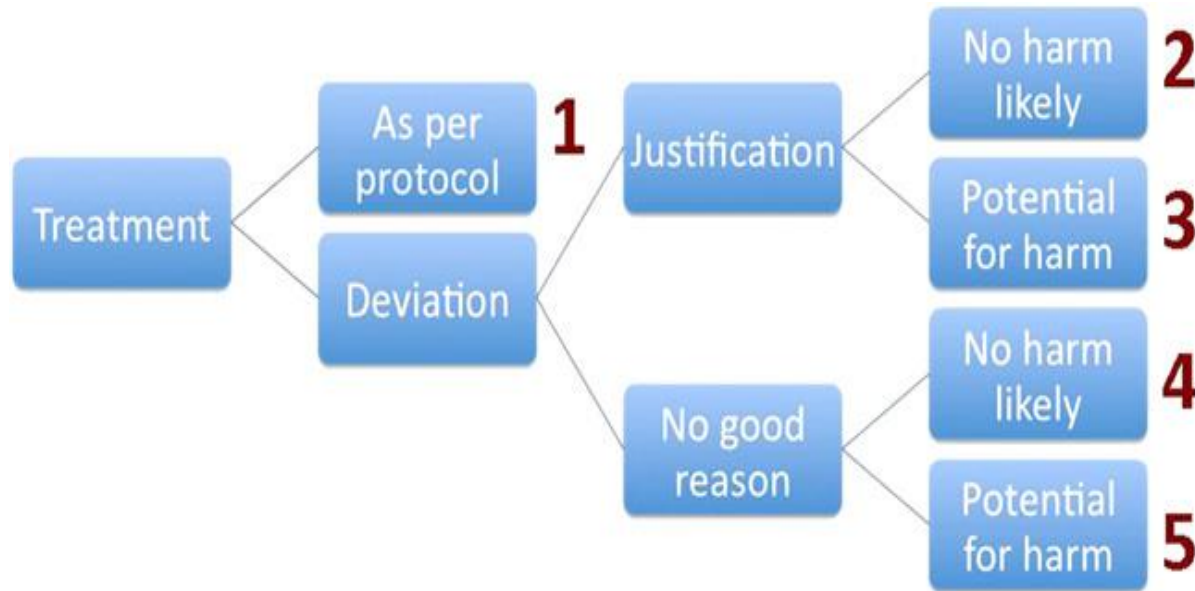 Treatment
As per
protocol
1
Deviation
Justification
No good
reason
No harm
likely
2
Potential
for harm
3
No harm
likely
4
Potential
for harm
5